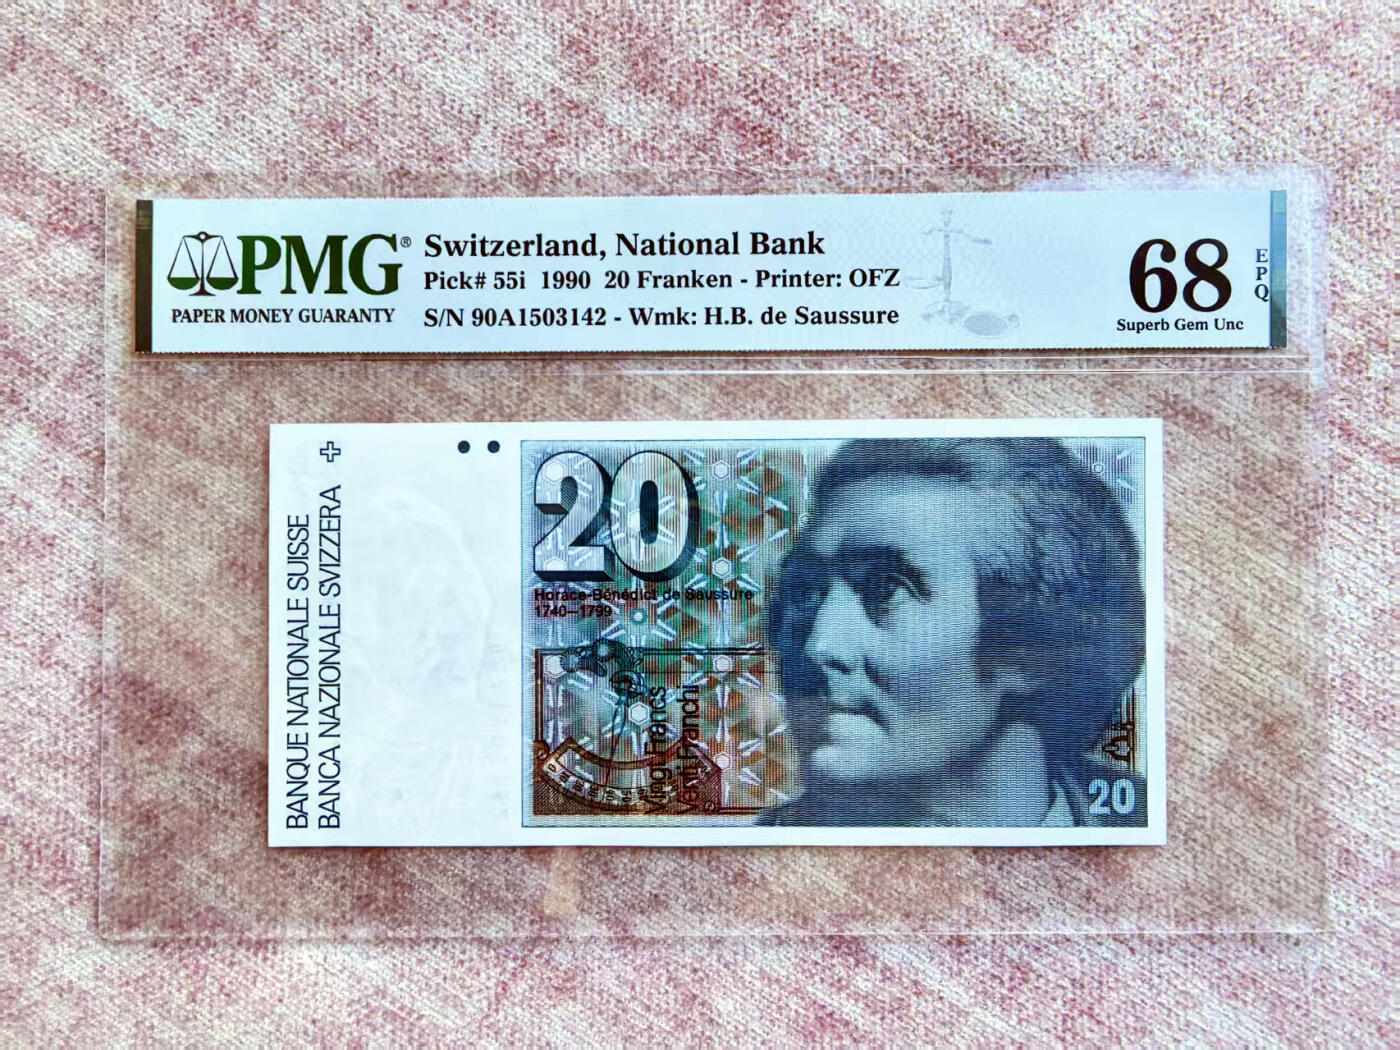 PMG®
PAPER MONEY GUARANTY
Switzerland, National Bank
Pick# 55i 1990 20 Franken - Printer: OFZ
S/N 90A1503142 - Wmk: H.B. de Saussure
68
Superb Gem Unc
EPQ
BANQUE NATIONALE SUISSE
BANCA NAZIONALE SVIZZERA
20
Horace-Bénédict de Saussure
1740–1799
Vingt Francs
Venti Franchi
20